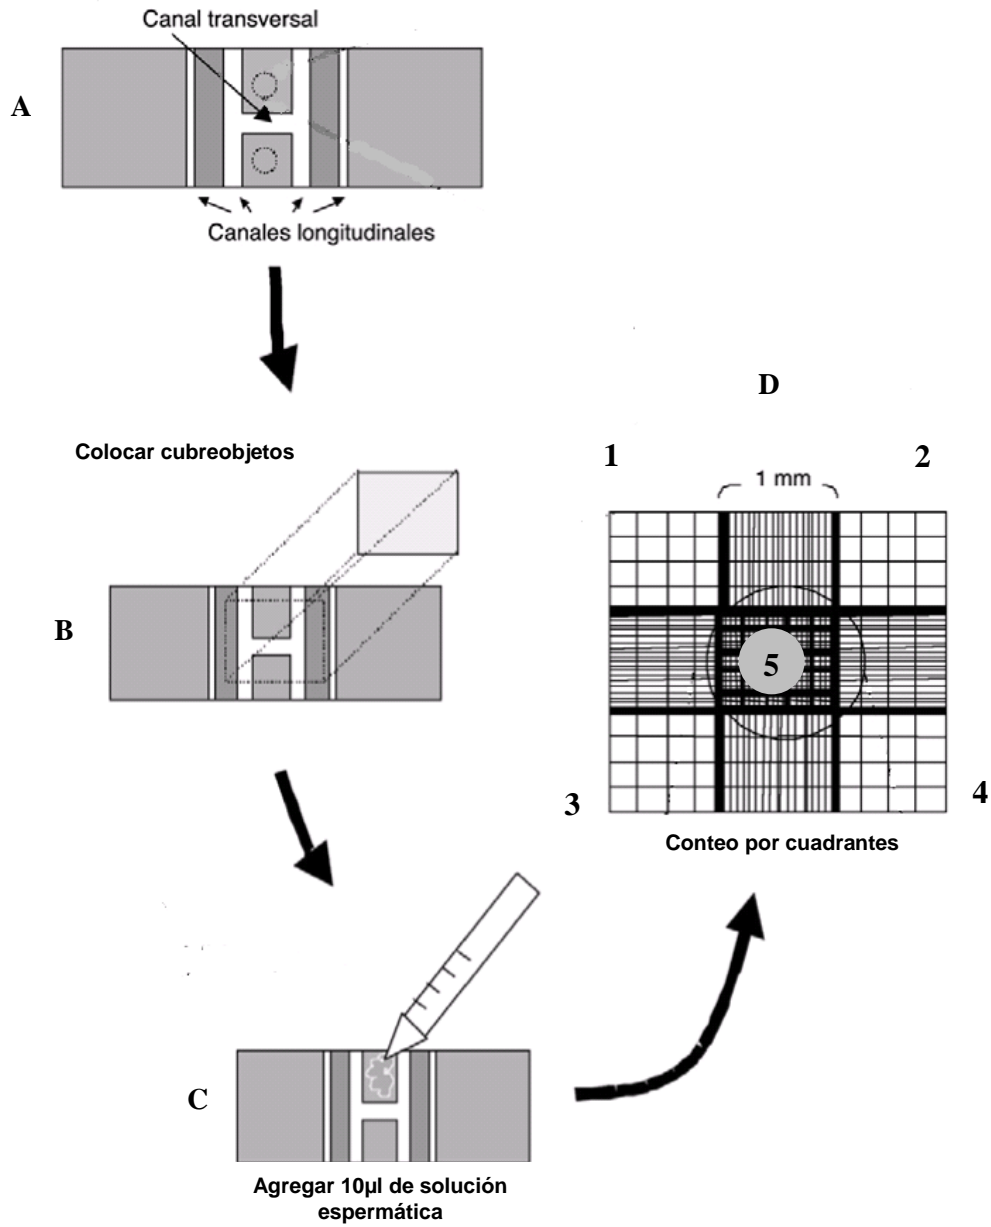 Canal transversal
A
Canales longitudinales
D
Colocar cubreobjetos
1
2
1 mm
B
5
3
4
Conteo por cuadrantes
C
Agregar 10µl de solución
espermática